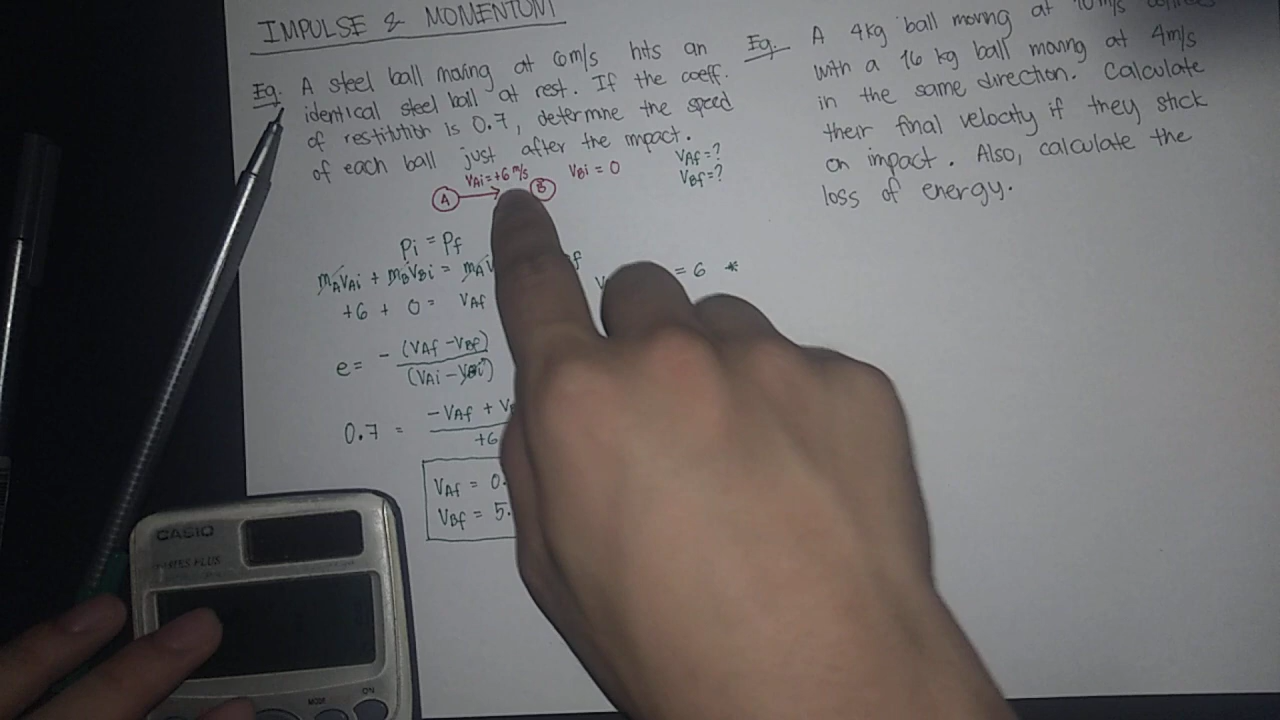 IMPULSE & MOMENTUM
Eg. A steel ball moving at 6m/s hits an
identical steel ball at rest. If the coeff.
of restitution is 0.7, determine the speed
of each ball just after the impact.
VAi=+6 m/s
VBi = 0
VAf=?
VBf=?
A
B
Pi = Pf
mAVAi + mBVBi = mAV
= 6 *
+6 + 0 = VAf
e = - (VAf - VBf)
(VAi - VBi)
0.7 = -VAf + V
+6
VAf = 0.
VBf = 5.
CASIO
PLUS
MODE
ON
Eg. A 4kg ball moving at 10m/s
with a 16 kg ball moving at 4m/s
in the same direction. Calculate
their final velocity if they stick
on impact. Also, calculate the
loss of energy.